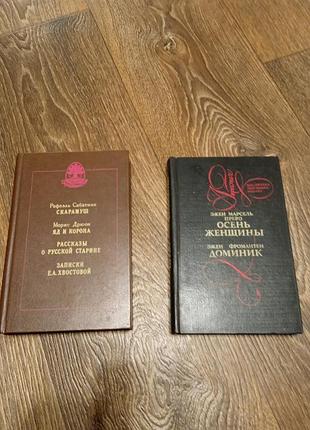 Рафаэль Сабатини
СКАРАМУШ
Морис Дрюон
ЯД И КОРОНА
РАССКАЗЫ
О РУССКОЙ СТАРИНЕ
ЗАПИСКИ
Е.А.ХВОСТОВОЙ
ЭЖЕН МАРСЕЛЬ
ПРЕВО
ОСЕНЬ
ЖЕНЩИНЫ
ЭЖЕН ФРОМАНТЕН
ДОМИНИК